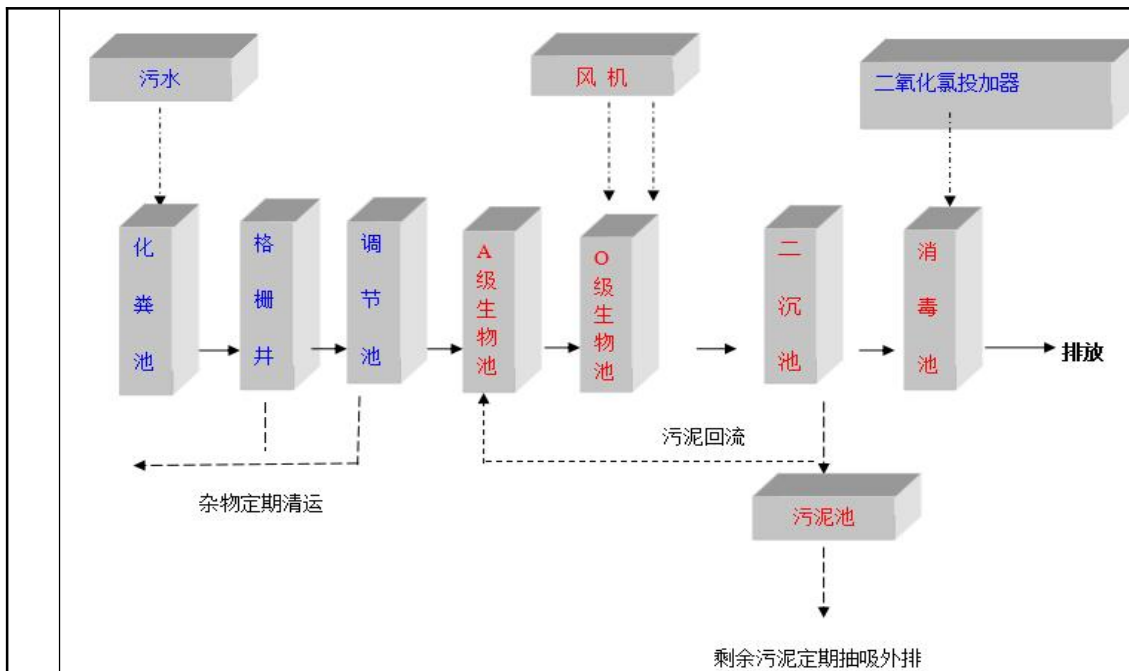 污水
风 机
二氧化氯投加器
化粪池
格栅井
调节池
A级生物池
O级生物池
二沉池
消毒池
排放
污泥回流
杂物定期清运
污泥池
剩余污泥定期抽吸外排